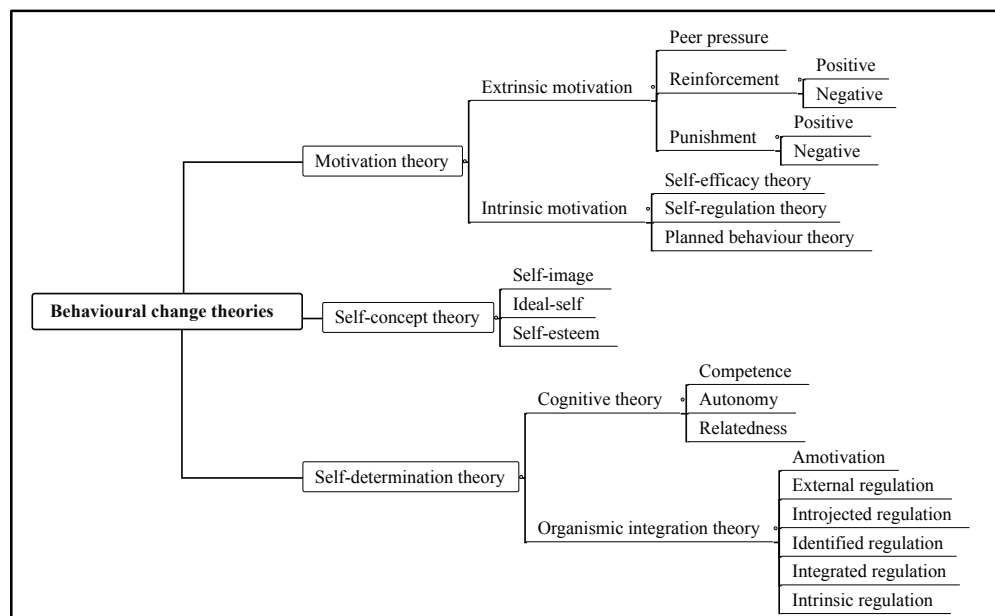 Behavioural change theories
Motivation theory
Extrinsic motivation
Peer pressure
Reinforcement
Positive
Negative
Punishment
Positive
Negative
Intrinsic motivation
Self-efficacy theory
Self-regulation theory
Planned behaviour theory
Self-concept theory
Self-image
Ideal-self
Self-esteem
Self-determination theory
Cognitive theory
Competence
Autonomy
Relatedness
Organismic integration theory
Amotivation
External regulation
Introjected regulation
Identified regulation
Integrated regulation
Intrinsic regulation